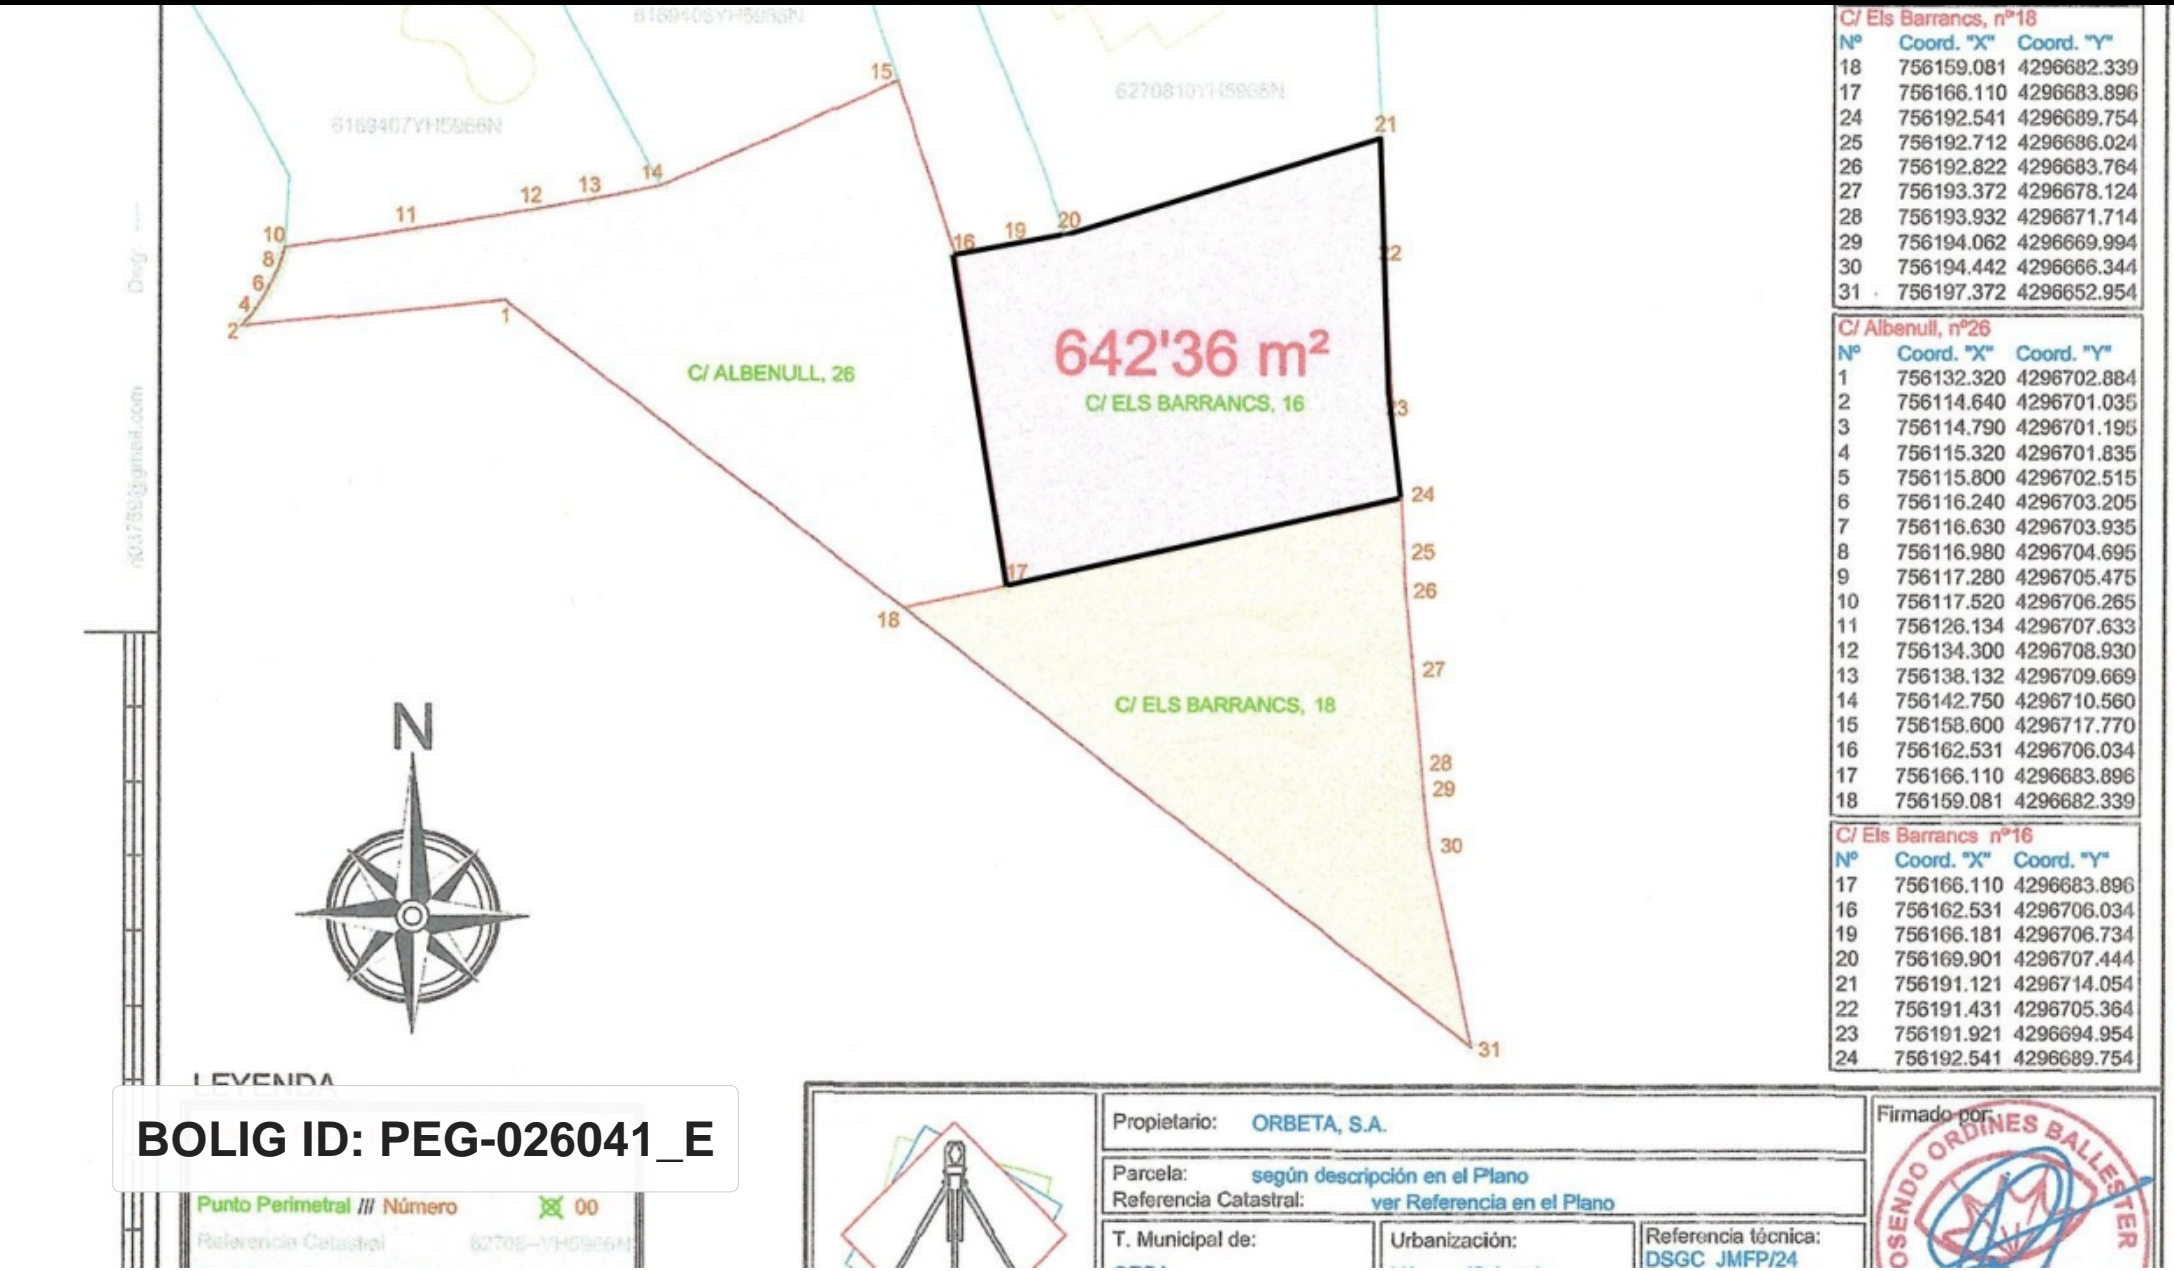 6169406YH5966N
6169407YH5966N
6270810YH5966N
15
21
14
13
12
11
10
8
6
4
2
1
16
19
20
22
23
24
17
18
25
26
27
28
29
30
31
C/ ALBENULL, 26
642'36 m²
C/ ELS BARRANCS, 16
C/ ELS BARRANCS, 18
N
Dwg: ----
C/ Els Barrancs, nº18
Nº Coord. "X" Coord. "Y"
18 756159.081 4296682.339
17 756166.110 4296683.896
24 756192.541 4296689.754
25 756192.712 4296686.024
26 756192.822 4296683.764
27 756193.372 4296678.124
28 756193.932 4296671.714
29 756194.062 4296669.994
30 756194.442 4296666.344
31 756197.372 4296652.954
C/ Albenull, nº26
Nº Coord. "X" Coord. "Y"
1 756132.320 4296702.884
2 756114.640 4296701.035
3 756114.790 4296701.195
4 756115.320 4296701.835
5 756115.800 4296702.515
6 756116.240 4296703.205
7 756116.630 4296703.935
8 756116.980 4296704.695
9 756117.280 4296705.475
10 756117.520 4296706.265
11 756126.134 4296707.633
12 756134.300 4296708.930
13 756138.132 4296709.669
14 756142.750 4296710.560
15 756158.600 4296717.770
16 756162.531 4296706.034
17 756166.110 4296683.896
18 756159.081 4296682.339
C/ Els Barrancs nº16
Nº Coord. "X" Coord. "Y"
17 756166.110 4296683.896
16 756162.531 4296706.034
19 756166.181 4296706.734
20 756169.901 4296707.444
21 756191.121 4296714.054
22 756191.431 4296705.364
23 756191.921 4296694.954
24 756192.541 4296689.754
LEYENDA
BOLIG ID: PEG-026041_E
Punto Perimetral /// Número 00
Referencia Catastral 62708--YH5966N
Propietario: ORBETA, S.A.
Parcela: según descripción en el Plano
Referencia Catastral: ver Referencia en el Plano
T. Municipal de:
Urbanización:
Referencia técnica:
DSGC_JMFP/24
Firmado por:
ROSENDO ORDINES BALLESTER